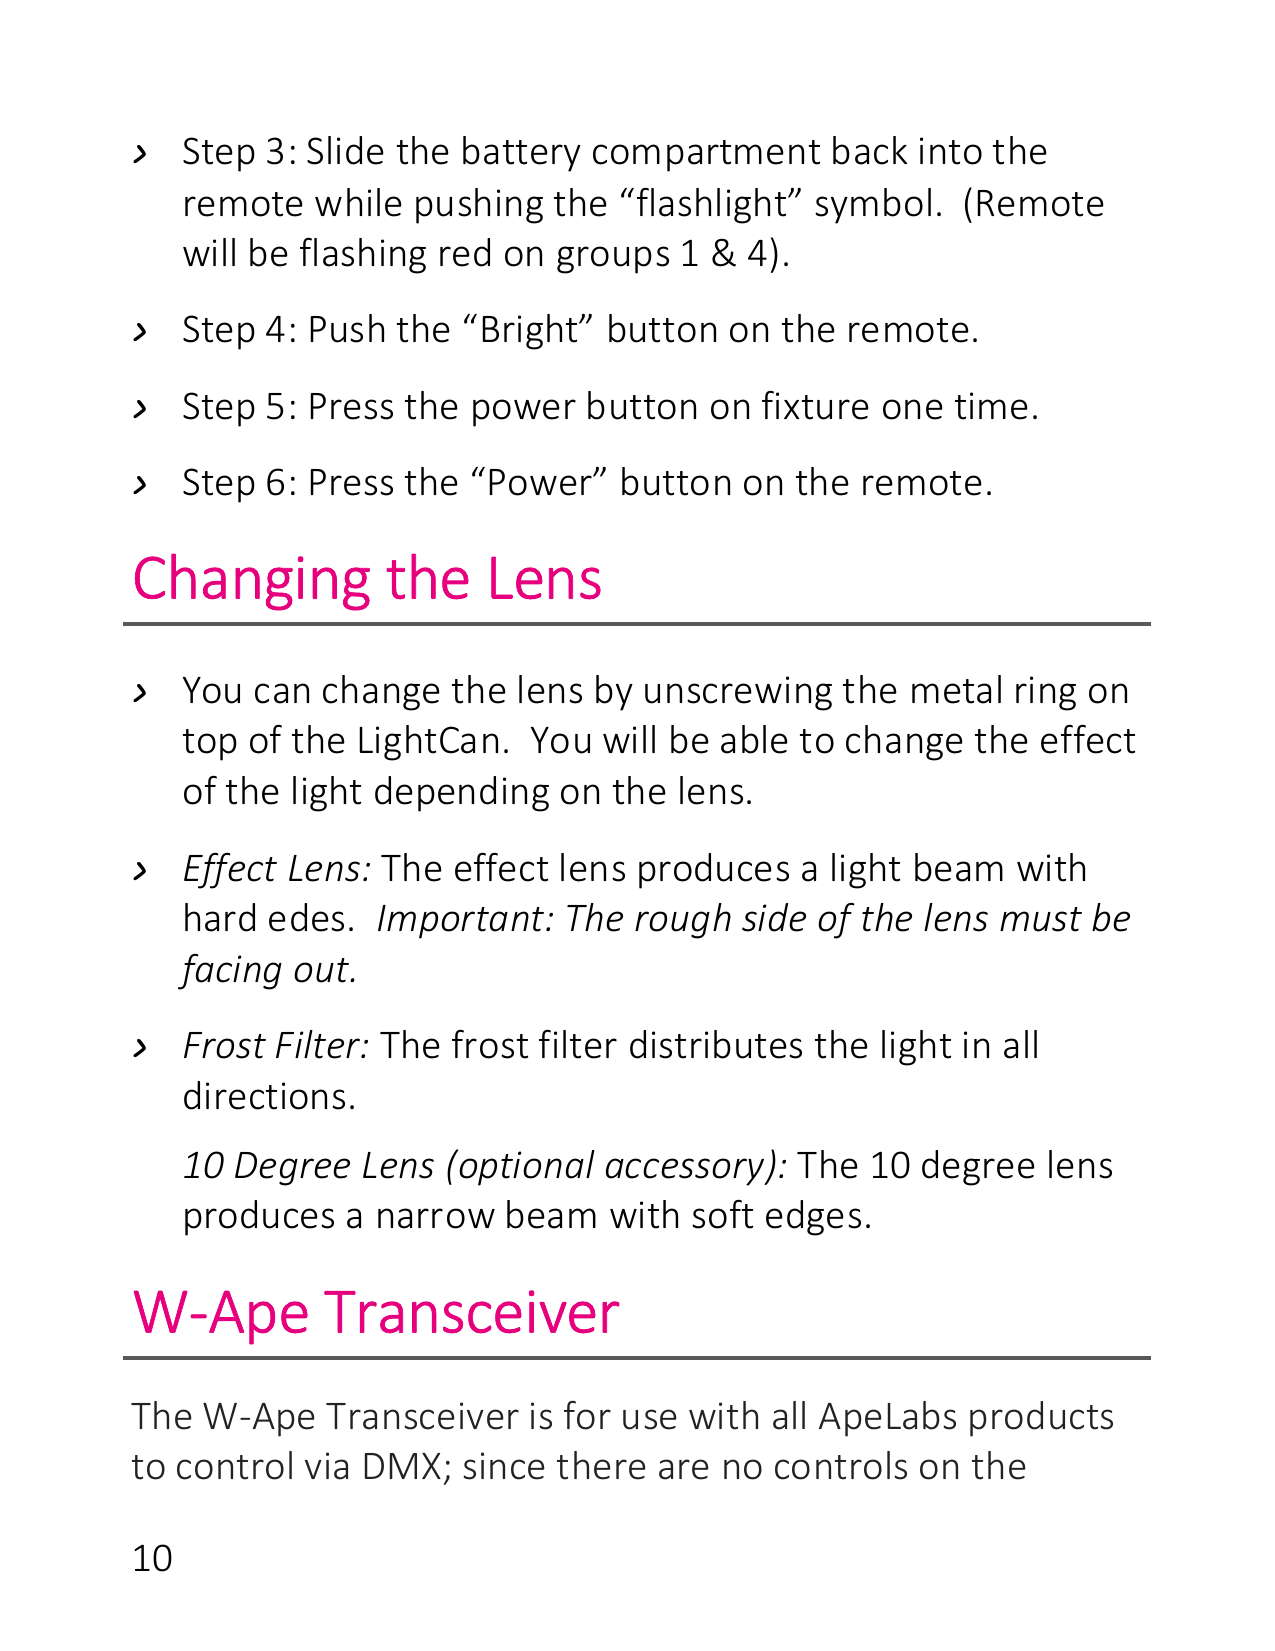 › Step 3: Slide the battery compartment back into the
remote while pushing the “flashlight” symbol.  (Remote
will be flashing red on groups 1 & 4).
› Step 4: Push the “Bright” button on the remote.
› Step 5: Press the power button on fixture one time.
› Step 6: Press the “Power” button on the remote.
Changing the Lens
› You can change the lens by unscrewing the metal ring on
top of the LightCan.  You will be able to change the effect
of the light depending on the lens.
› Effect Lens: The effect lens produces a light beam with
hard edes.  Important: The rough side of the lens must be
facing out.
› Frost Filter: The frost filter distributes the light in all
directions.
10 Degree Lens (optional accessory): The 10 degree lens
produces a narrow beam with soft edges.
W-Ape Transceiver
The W-Ape Transceiver is for use with all ApeLabs products
to control via DMX; since there are no controls on the
10